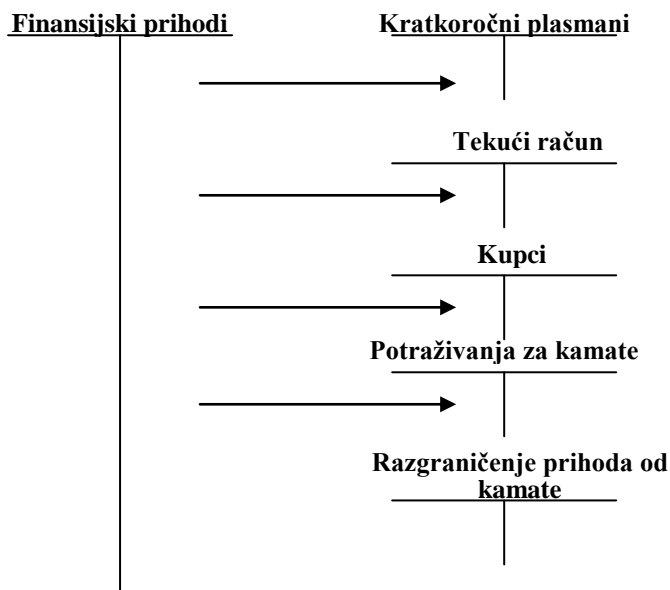 Finansijski prihodi
Kratkoročni plasmani
Tekući račun
Kupci
Potraživanja za kamate
Razgraničenje prihoda od
kamate